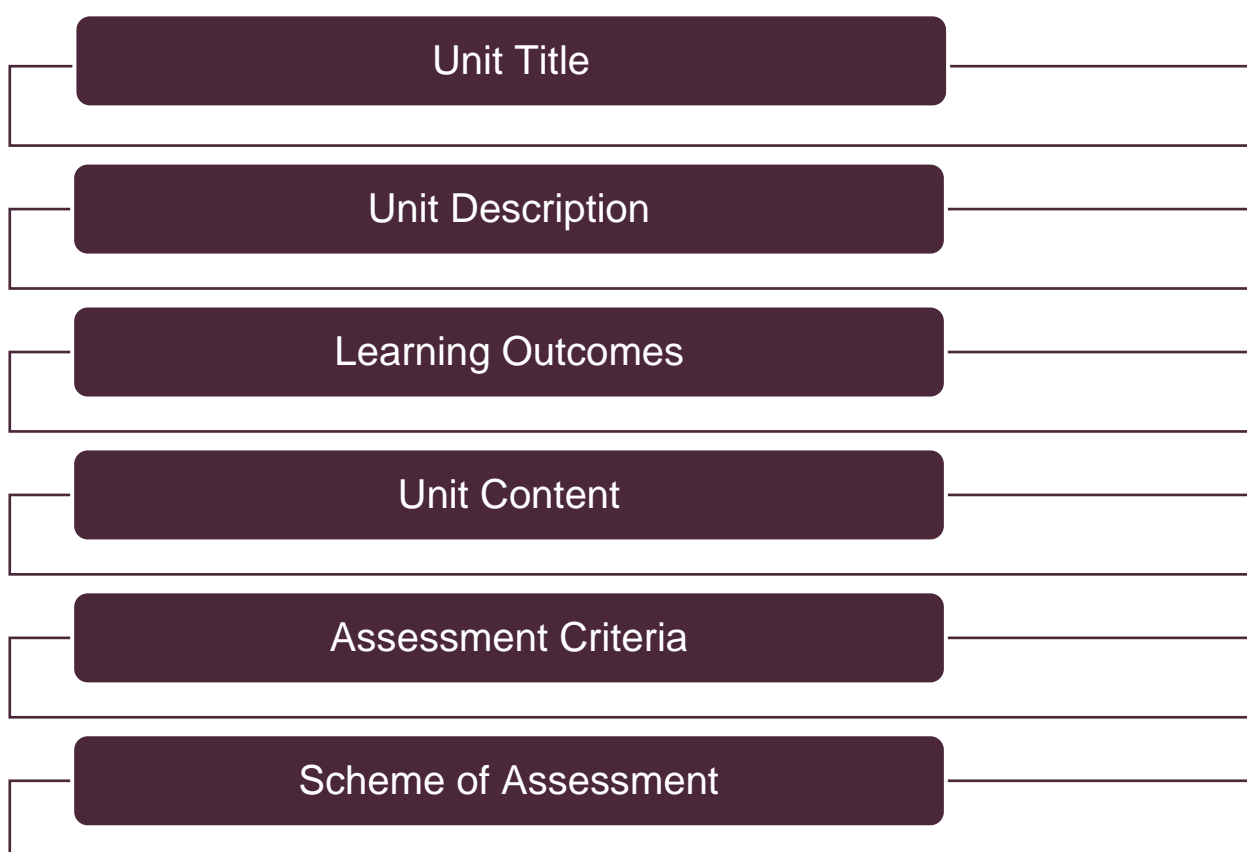 Unit Title
Unit Description
Learning Outcomes
Unit Content
Assessment Criteria
Scheme of Assessment